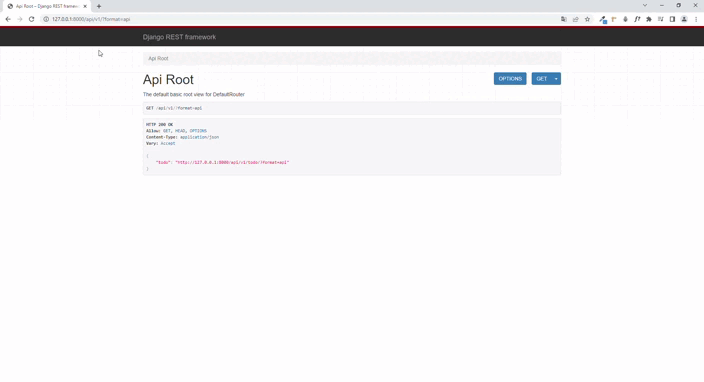 Api Root – Django REST framew
127.0.0.1:8000/api/v1/?format=api
Django REST framework
Api Root
Api Root
OPTIONS
GET
The default basic root view for DefaultRouter
GET /api/v1/?format=api
HTTP 200 OK
Allow: GET, HEAD, OPTIONS
Content-Type: application/json
Vary: Accept
{
"todo": "http://127.0.0.1:8000/api/v1/todo/?format=api"
}